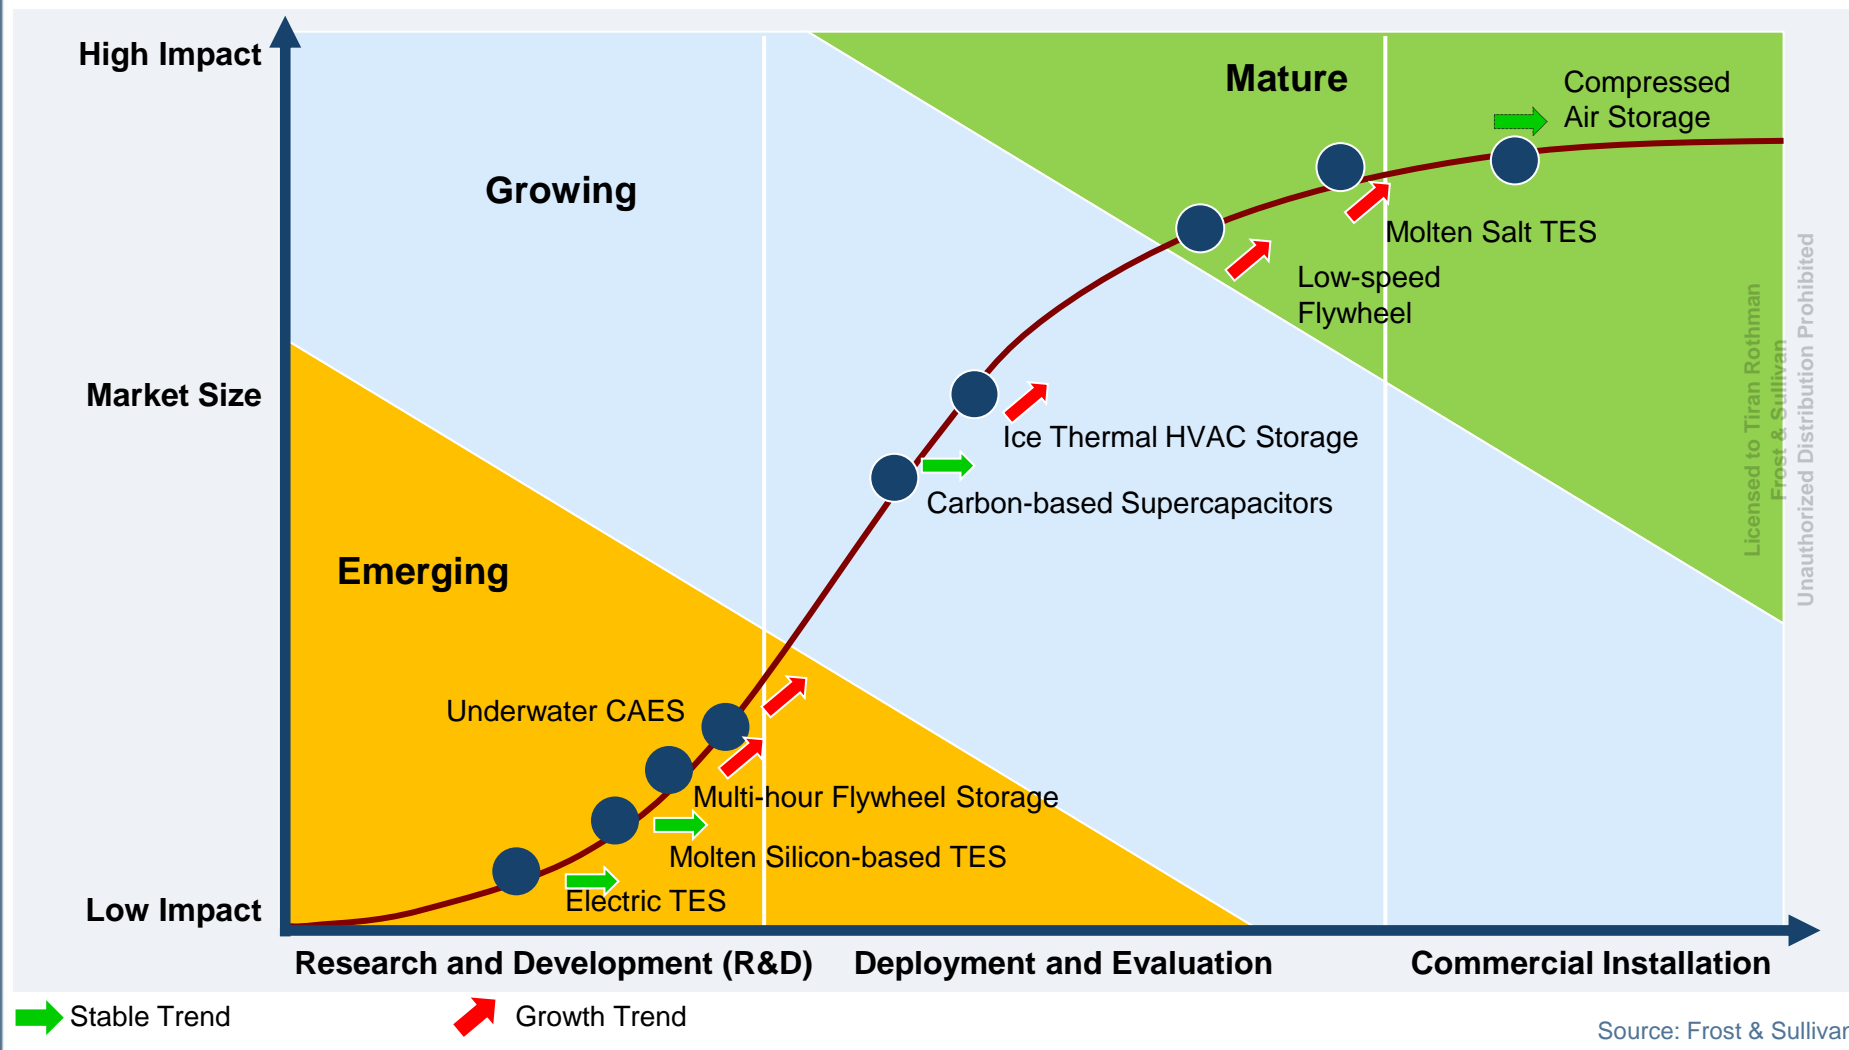 High Impact
Mature
Compressed
Air Storage
Growing
Molten Salt TES
Low-speed
Flywheel
Market Size
Ice Thermal HVAC Storage
Carbon-based Supercapacitors
Licensed to Tiran Rothman
Frost & Sullivan
Unauthorized Distribution Prohibited
Emerging
Underwater CAES
Multi-hour Flywheel Storage
Molten Silicon-based TES
Electric TES
Low Impact
Research and Development (R&D)
Deployment and Evaluation
Commercial Installation
Stable Trend
Growth Trend
Source: Frost & Sullivan